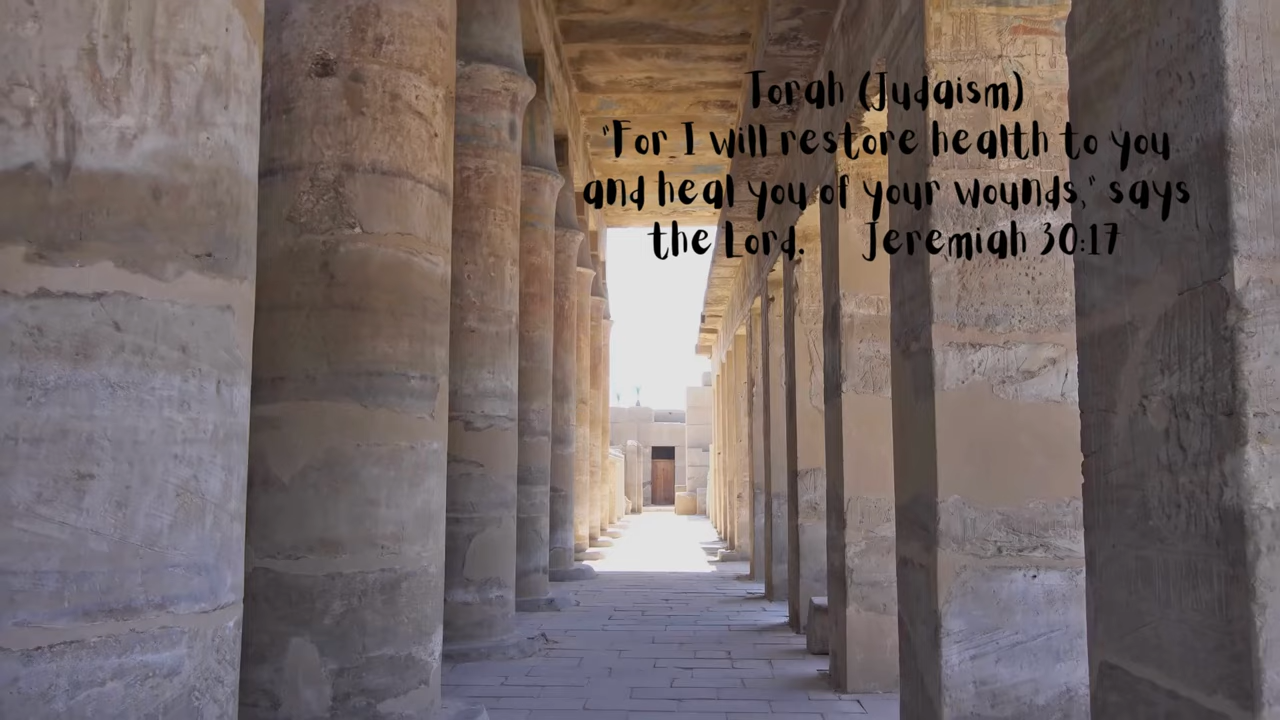 Torah (Judaism)
"For I will restore health to you
and heal you of your wounds," says
the Lord. Jeremiah 30:17